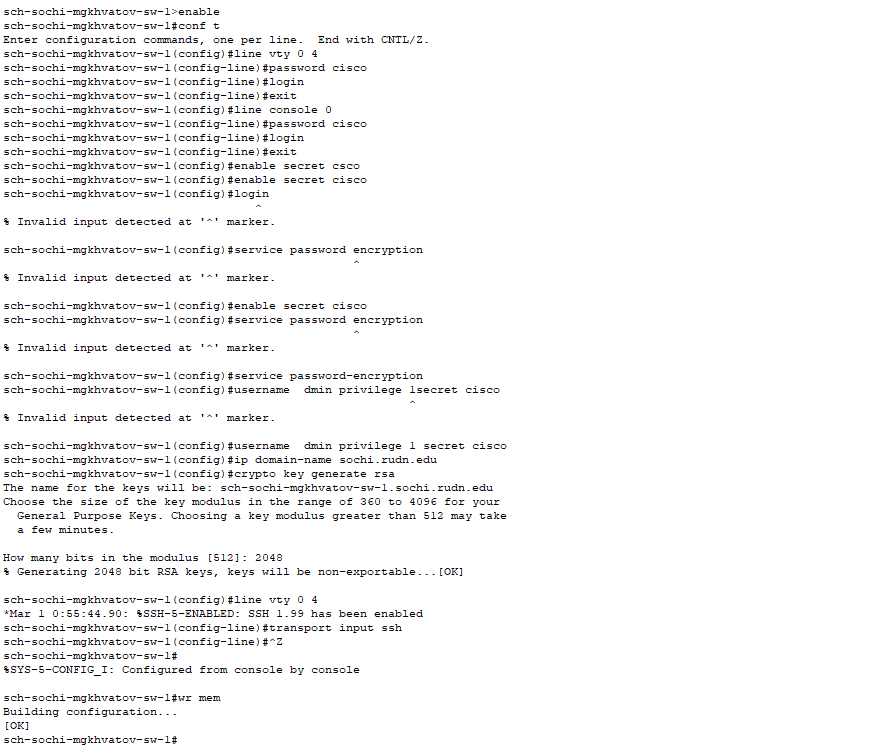 sch-sochi-mgkhvatov-sw-1>enable
sch-sochi-mgkhvatov-sw-1#conf t
Enter configuration commands, one per line.  End with CNTL/Z.
sch-sochi-mgkhvatov-sw-1(config)#line vty 0 4
sch-sochi-mgkhvatov-sw-1(config-line)#password cisco
sch-sochi-mgkhvatov-sw-1(config-line)#login
sch-sochi-mgkhvatov-sw-1(config-line)#exit
sch-sochi-mgkhvatov-sw-1(config)#line console 0
sch-sochi-mgkhvatov-sw-1(config-line)#password cisco
sch-sochi-mgkhvatov-sw-1(config-line)#login
sch-sochi-mgkhvatov-sw-1(config-line)#exit
sch-sochi-mgkhvatov-sw-1(config)#enable secret csco
sch-sochi-mgkhvatov-sw-1(config)#enable secret cisco
sch-sochi-mgkhvatov-sw-1(config)#login
                                    ^
% Invalid input detected at '^' marker.

sch-sochi-mgkhvatov-sw-1(config)#service password encryption
                                                  ^
% Invalid input detected at '^' marker.

sch-sochi-mgkhvatov-sw-1(config)#enable secret cisco
sch-sochi-mgkhvatov-sw-1(config)#service password encryption
                                                  ^
% Invalid input detected at '^' marker.

sch-sochi-mgkhvatov-sw-1(config)#service password-encryption
sch-sochi-mgkhvatov-sw-1(config)#username  dmin privilege 1secret cisco
                                                          ^
% Invalid input detected at '^' marker.

sch-sochi-mgkhvatov-sw-1(config)#username  dmin privilege 1 secret cisco
sch-sochi-mgkhvatov-sw-1(config)#ip domain-name sochi.rudn.edu
sch-sochi-mgkhvatov-sw-1(config)#crypto key generate rsa
The name for the keys will be: sch-sochi-mgkhvatov-sw-1.sochi.rudn.edu
Choose the size of the key modulus in the range of 360 to 4096 for your
  General Purpose Keys. Choosing a key modulus greater than 512 may take
  a few minutes.

How many bits in the modulus [512]: 2048
% Generating 2048 bit RSA keys, keys will be non-exportable...[OK]

sch-sochi-mgkhvatov-sw-1(config)#line vty 0 4
*Mar 1 0:55:44.90: %SSH-5-ENABLED: SSH 1.99 has been enabled
sch-sochi-mgkhvatov-sw-1(config-line)#transport input ssh
sch-sochi-mgkhvatov-sw-1(config-line)#^Z
sch-sochi-mgkhvatov-sw-1#
%SYS-5-CONFIG_I: Configured from console by console

sch-sochi-mgkhvatov-sw-1#wr mem
Building configuration...
[OK]
sch-sochi-mgkhvatov-sw-1#